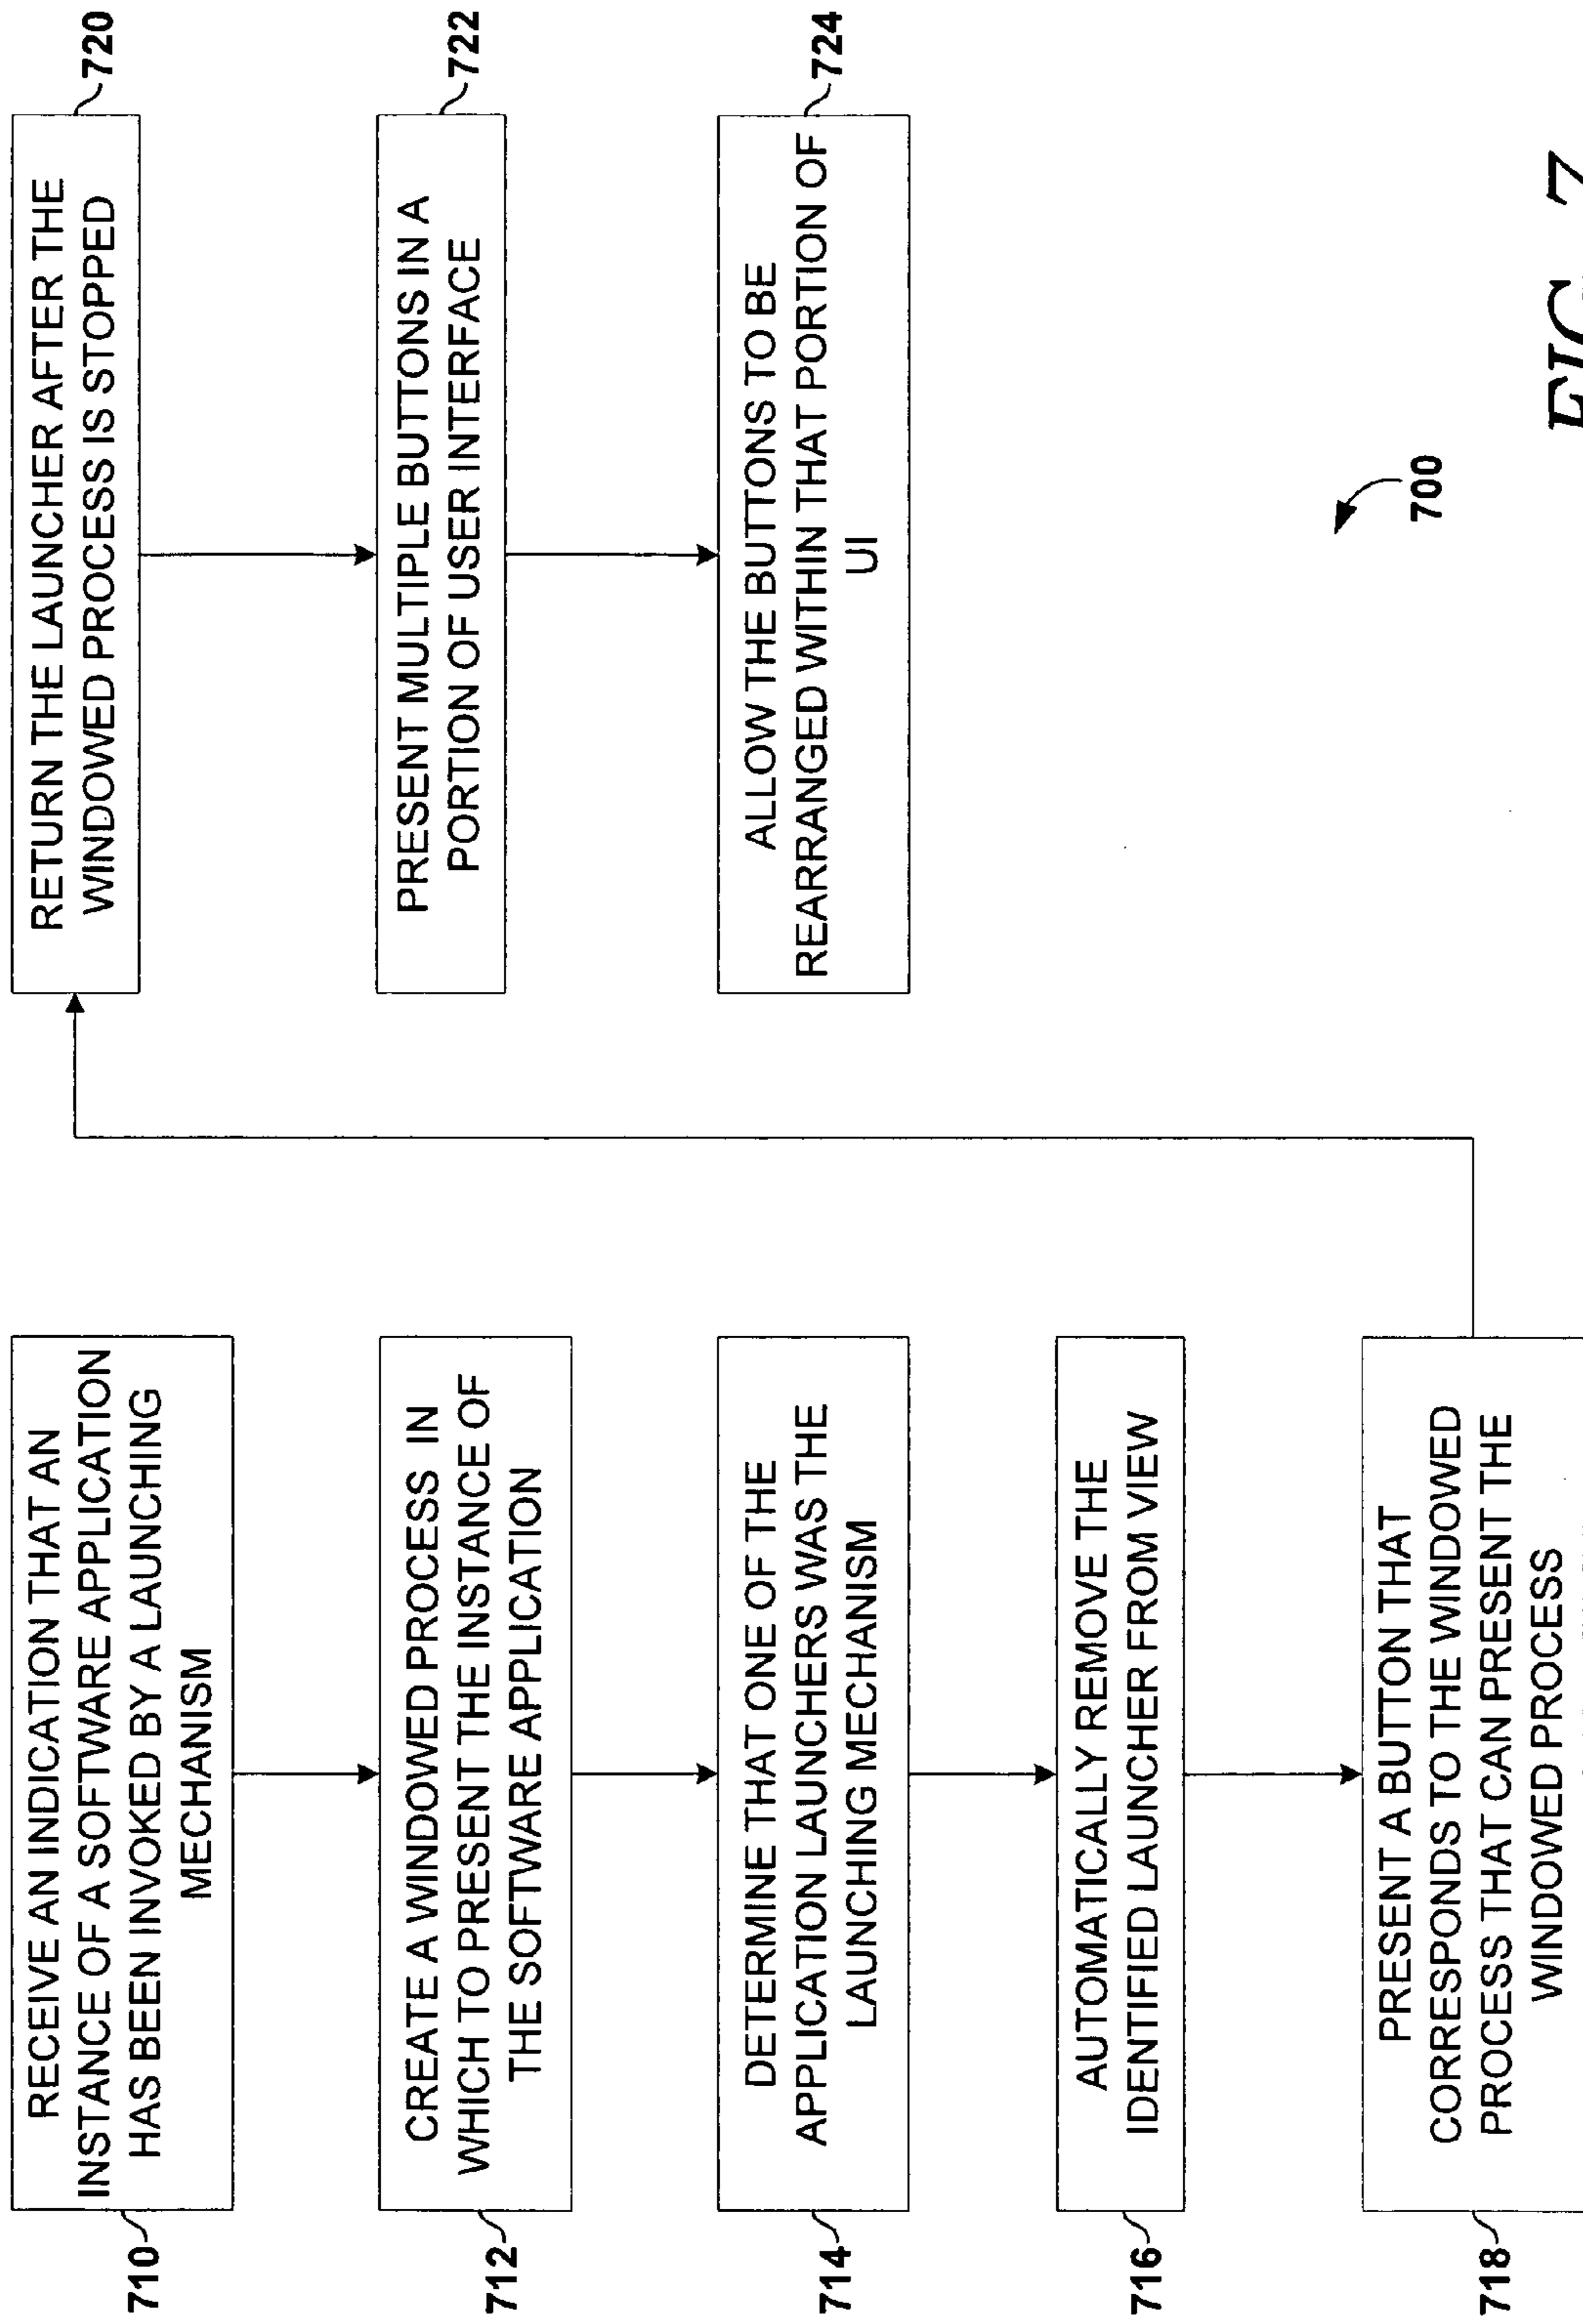 710
RECEIVE AN INDICATION THAT AN
INSTANCE OF A SOFTWARE APPLICATION
HAS BEEN INVOKED BY A LAUNCHING
MECHANISM
712
CREATE A WINDOWED PROCESS IN
WHICH TO PRESENT THE INSTANCE OF
THE SOFTWARE APPLICATION
714
DETERMINE THAT ONE OF THE
APPLICATION LAUNCHERS WAS THE
LAUNCHING MECHANISM
716
AUTOMATICALLY REMOVE THE
IDENTIFIED LAUNCHER FROM VIEW
718
PRESENT A BUTTON THAT
CORRESPONDS TO THE WINDOWED
PROCESS THAT CAN PRESENT THE
WINDOWED PROCESS
RETURN THE LAUNCHER AFTER THE
WINDOWED PROCESS IS STOPPED
720
PRESENT MULTIPLE BUTTONS IN A
PORTION OF USER INTERFACE
722
ALLOW THE BUTTONS TO BE
REARRANGED WITHIN THAT PORTION OF
UI
724
700
FIG. 7